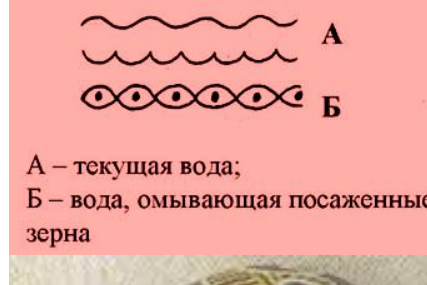 А
Б
А – текущая вода;
Б – вода, омывающая посаженные
зерна